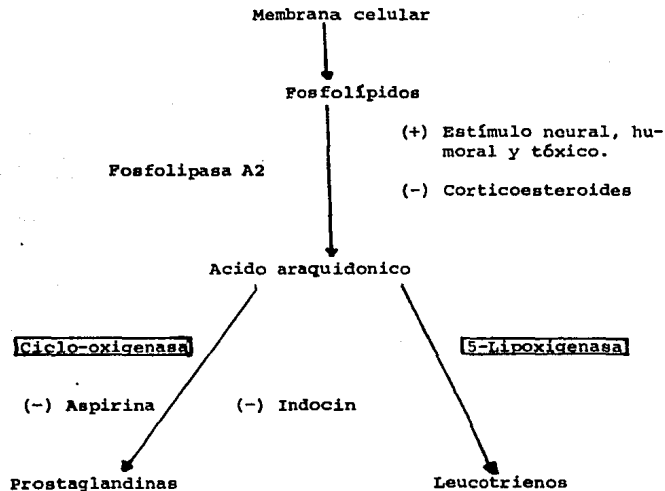 Membrana celular
Fosfolípidos
(+) Estímulo neural, hu-
moral y tóxico.
Fosfolipasa A2
(-) Corticoesteroides
Acido araquidonico
Ciclo-oxigenasa
5-Lipoxigenasa
(-) Aspirina
(-) Indocin
Prostaglandinas
Leucotrienos